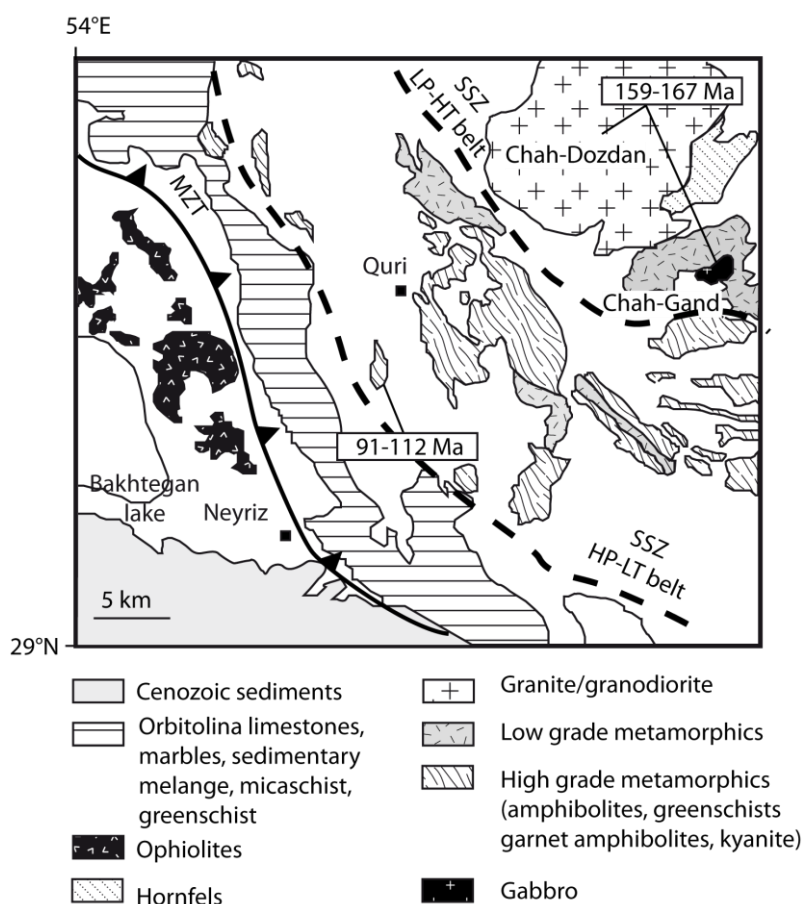 54°E
SSZ
LP-HT belt
159-167 Ma
Chah-Dozdan
MZT
Quri
Chah-Gand
91-112 Ma
Bakhtegan
lake
Neyriz
SSZ
HP-LT belt
5 km
29°N
Cenozoic sediments
Orbitolina limestones,
marbles, sedimentary
melange, micaschist,
greenschist
Ophiolites
Hornfels
Granite/granodiorite
Low grade metamorphics
High grade metamorphics
(amphibolites, greenschists
garnet amphibolites, kyanite)
Gabbro